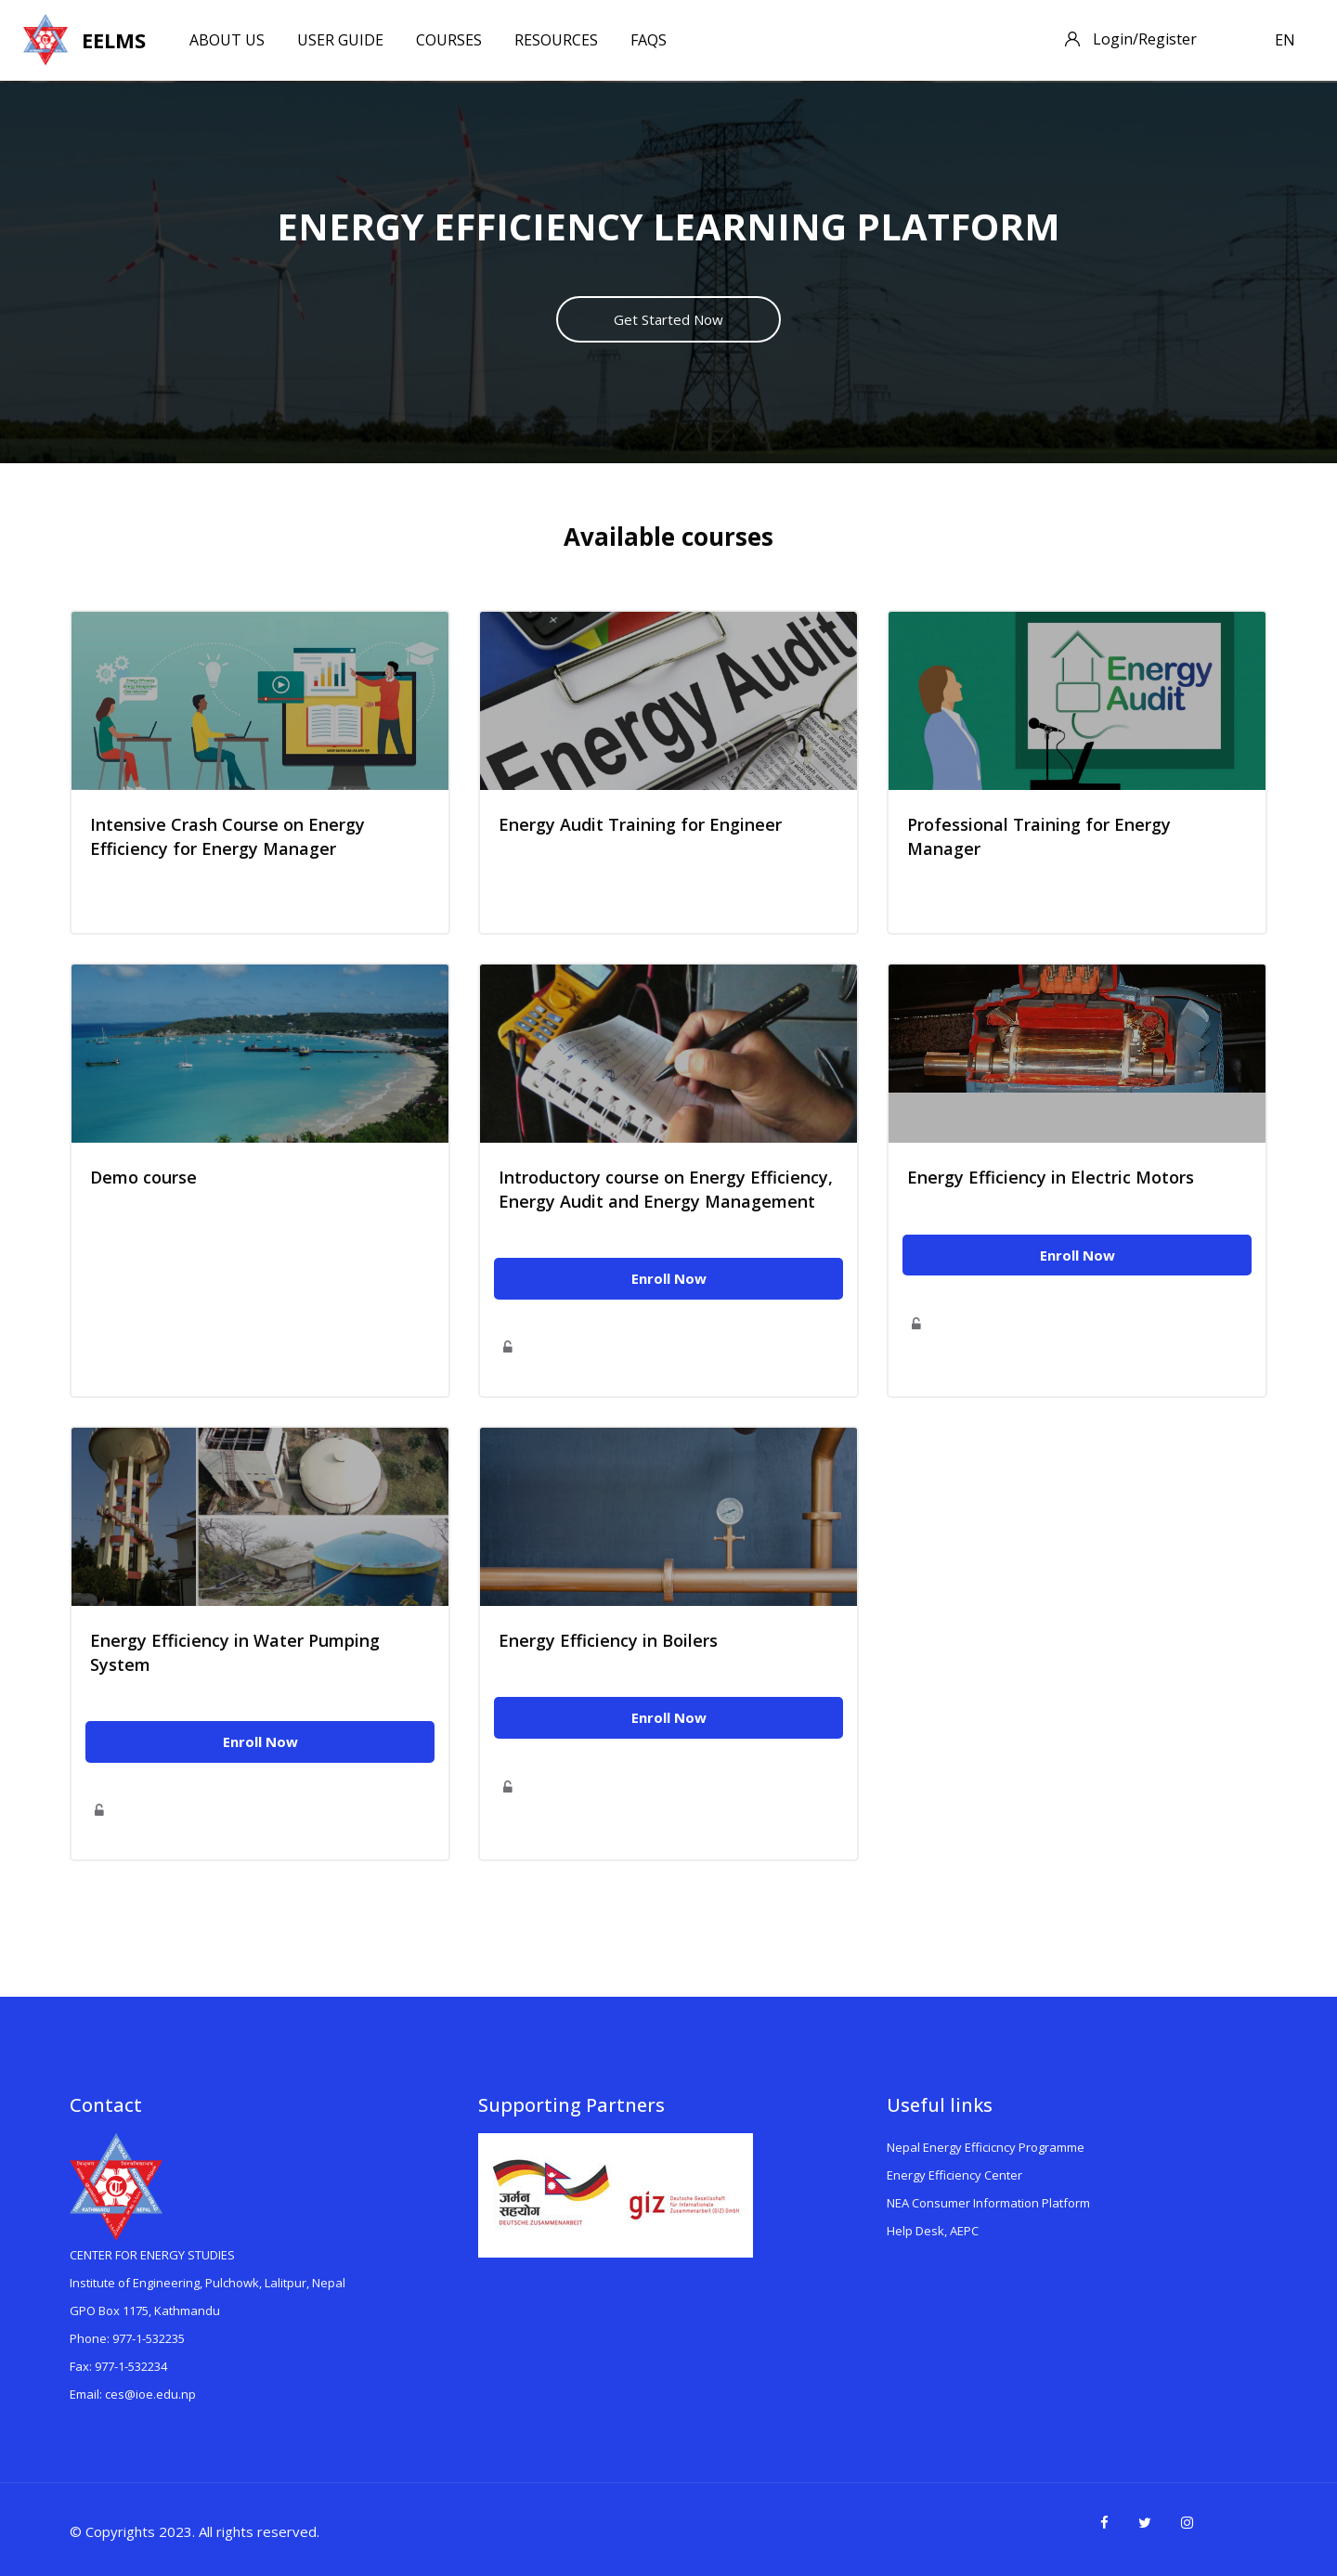 EELMS
ABOUT US
USER GUIDE
COURSES
RESOURCES
FAQS
Login/Register
EN
ENERGY EFFICIENCY LEARNING PLATFORM
Get Started Now
Available courses
Energy Audit
Energy
Audit
Intensive Crash Course on Energy
Efficiency for Energy Manager
Energy Audit Training for Engineer
Professional Training for Energy
Manager
Demo course
Introductory course on Energy Efficiency,
Energy Audit and Energy Management
Enroll Now
Energy Efficiency in Electric Motors
Enroll Now
Energy Efficiency in Water Pumping
System
Enroll Now
Energy Efficiency in Boilers
Enroll Now
Contact
CENTER FOR ENERGY STUDIES
Institute of Engineering, Pulchowk, Lalitpur, Nepal
GPO Box 1175, Kathmandu
Phone: 977-1-532235
Fax: 977-1-532234
Email: ces@ioe.edu.np
Supporting Partners
जर्मन
सहयोग
DEUTSCHE ZUSAMMENARBEIT
giz
Deutsche Gesellschaft
für Internationale
Zusammenarbeit (GIZ) GmbH
Useful links
Nepal Energy Efficicncy Programme
Energy Efficiency Center
NEA Consumer Information Platform
Help Desk, AEPC
© Copyrights 2023. All rights reserved.